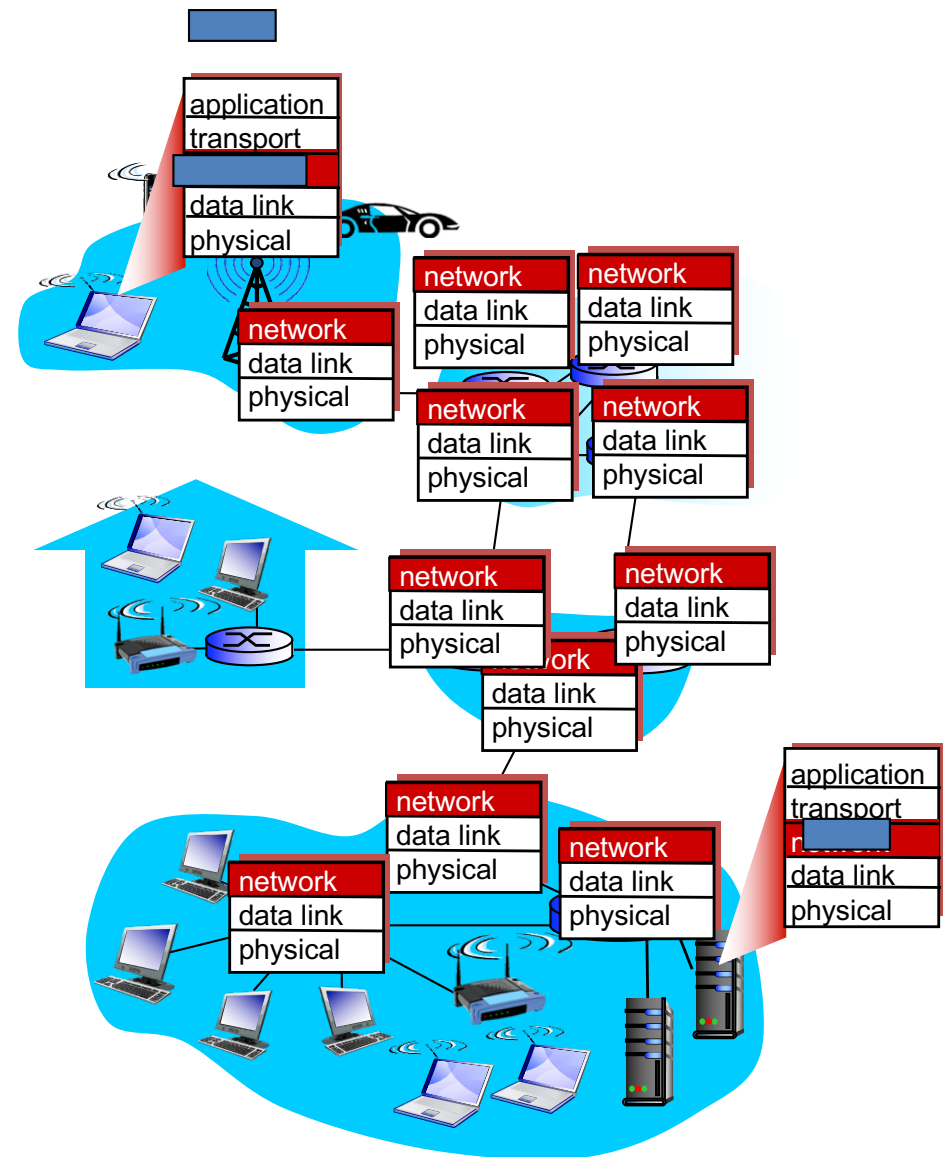 application
transport
data link
physical
network
data link
physical
network
data link
physical
network
data link
physical
network
data link
physical
network
data link
physical
network
data link
physical
network
data link
physical
network
data link
physical
application
transport
data link
physical
network
data link
physical
network
data link
physical
network
data link
physical